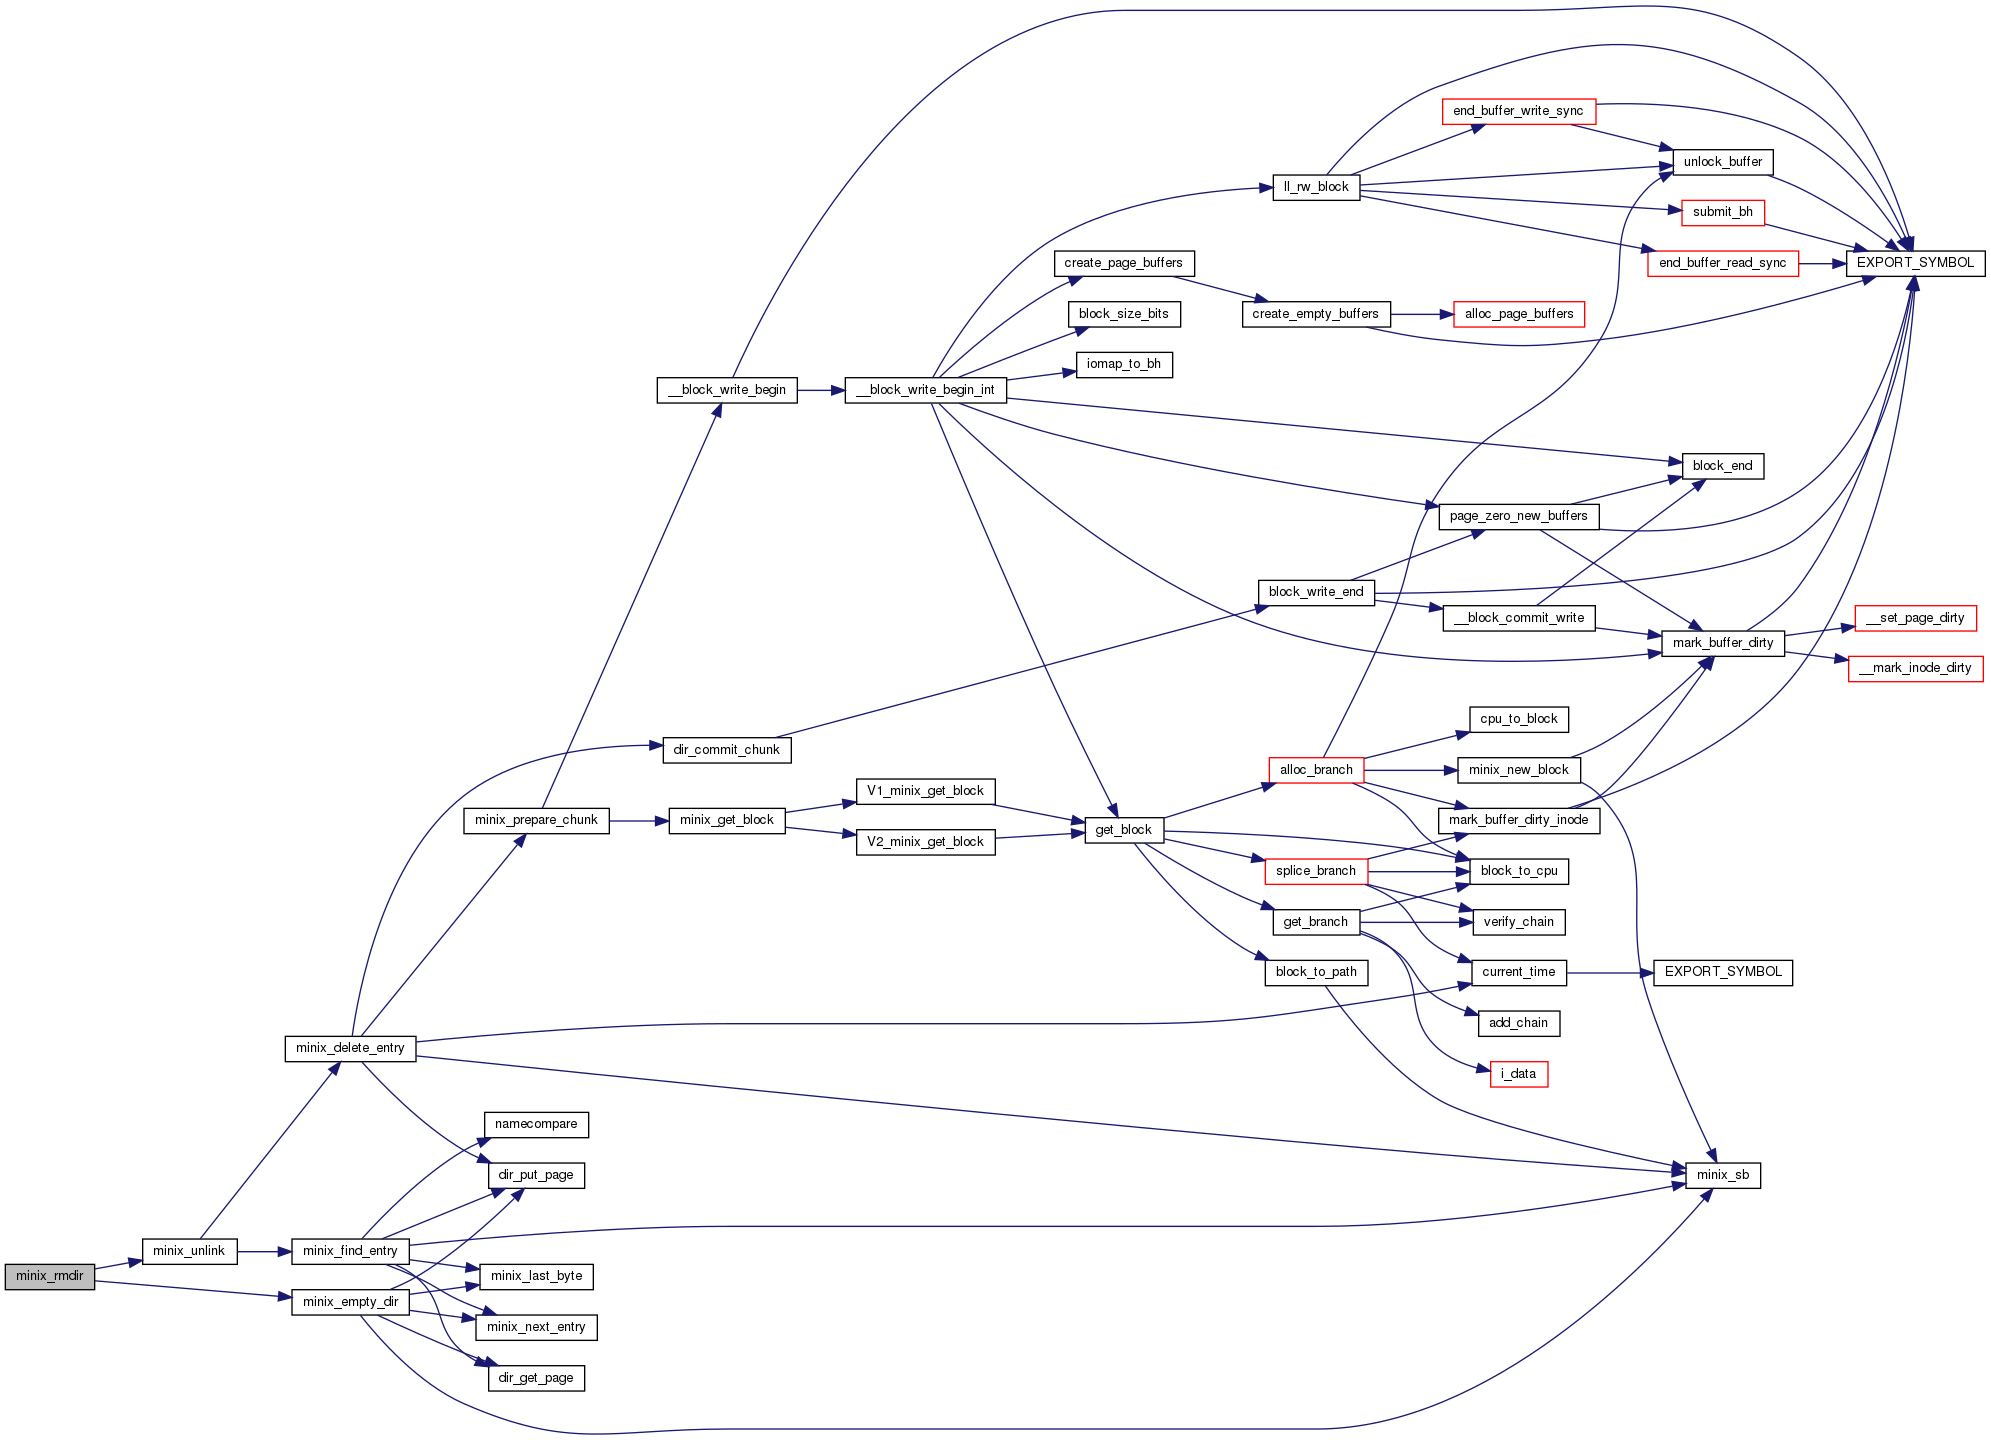 end_buffer_write_sync
unlock_buffer
ll_rw_block
submit_bh
create_page_buffers
end_buffer_read_sync
EXPORT_SYMBOL
block_size_bits
create_empty_buffers
alloc_page_buffers
iomap_to_bh
__block_write_begin
__block_write_begin_int
block_end
page_zero_new_buffers
block_write_end
__block_commit_write
__set_page_dirty
mark_buffer_dirty
__mark_inode_dirty
cpu_to_block
dir_commit_chunk
alloc_branch
minix_new_block
V1_minix_get_block
minix_prepare_chunk
minix_get_block
mark_buffer_dirty_inode
get_block
V2_minix_get_block
splice_branch
block_to_cpu
get_branch
verify_chain
block_to_path
current_time
EXPORT_SYMBOL
add_chain
minix_delete_entry
i_data
namecompare
dir_put_page
minix_sb
minix_unlink
minix_find_entry
minix_rmdir
minix_last_byte
minix_empty_dir
minix_next_entry
dir_get_page